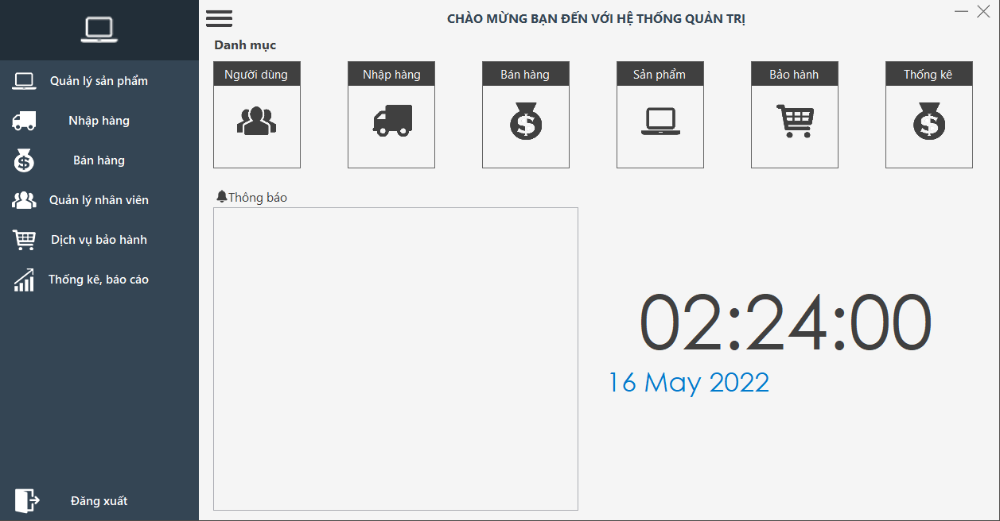 CHÀO MỪNG BẠN ĐẾN VỚI HỆ THỐNG QUẢN TRỊ
Quản lý sản phẩm
Nhập hàng
Bán hàng
Quản lý nhân viên
Dịch vụ bảo hành
Thống kê, báo cáo
Đăng xuất
Danh mục
Người dùng
Nhập hàng
Bán hàng
Sản phẩm
Bảo hành
Thống kê
Thông báo
02:24:00
16 May 2022